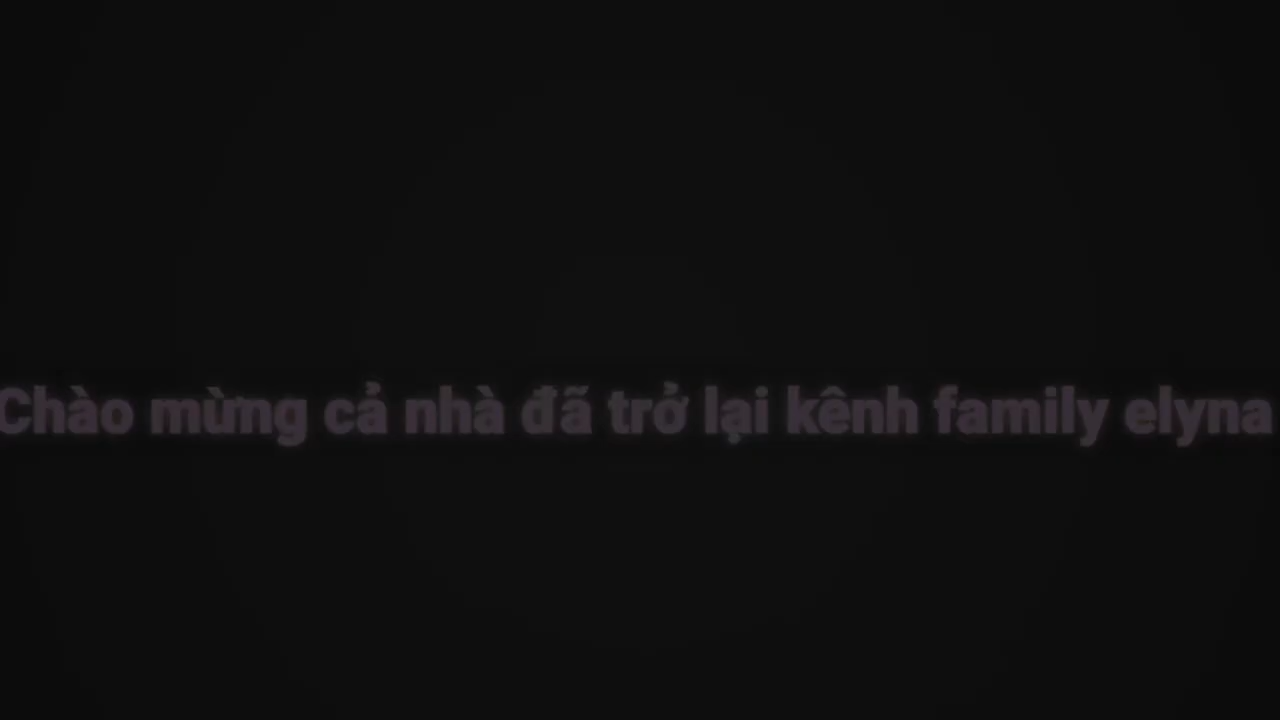 Chào mừng cả nhà đã trở lại kênh family elyna